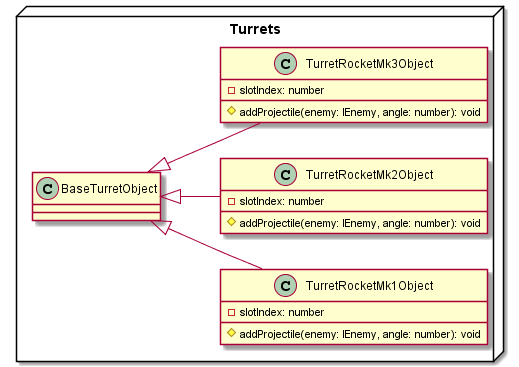 Turrets
C TurretRocketMk3Object
slotIndex: number
addProjectile(enemy: IEnemy, angle: number): void
C BaseTurretObject
C TurretRocketMk2Object
slotIndex: number
addProjectile(enemy: IEnemy, angle: number): void
C TurretRocketMk1Object
slotIndex: number
addProjectile(enemy: IEnemy, angle: number): void